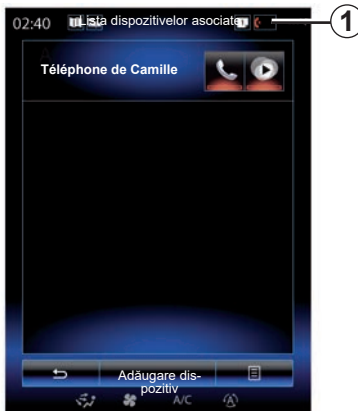 02:40 Lista dispozitivelor asociate
1
Téléphone de Camille
Adăugare dis-
pozitiv
A/C